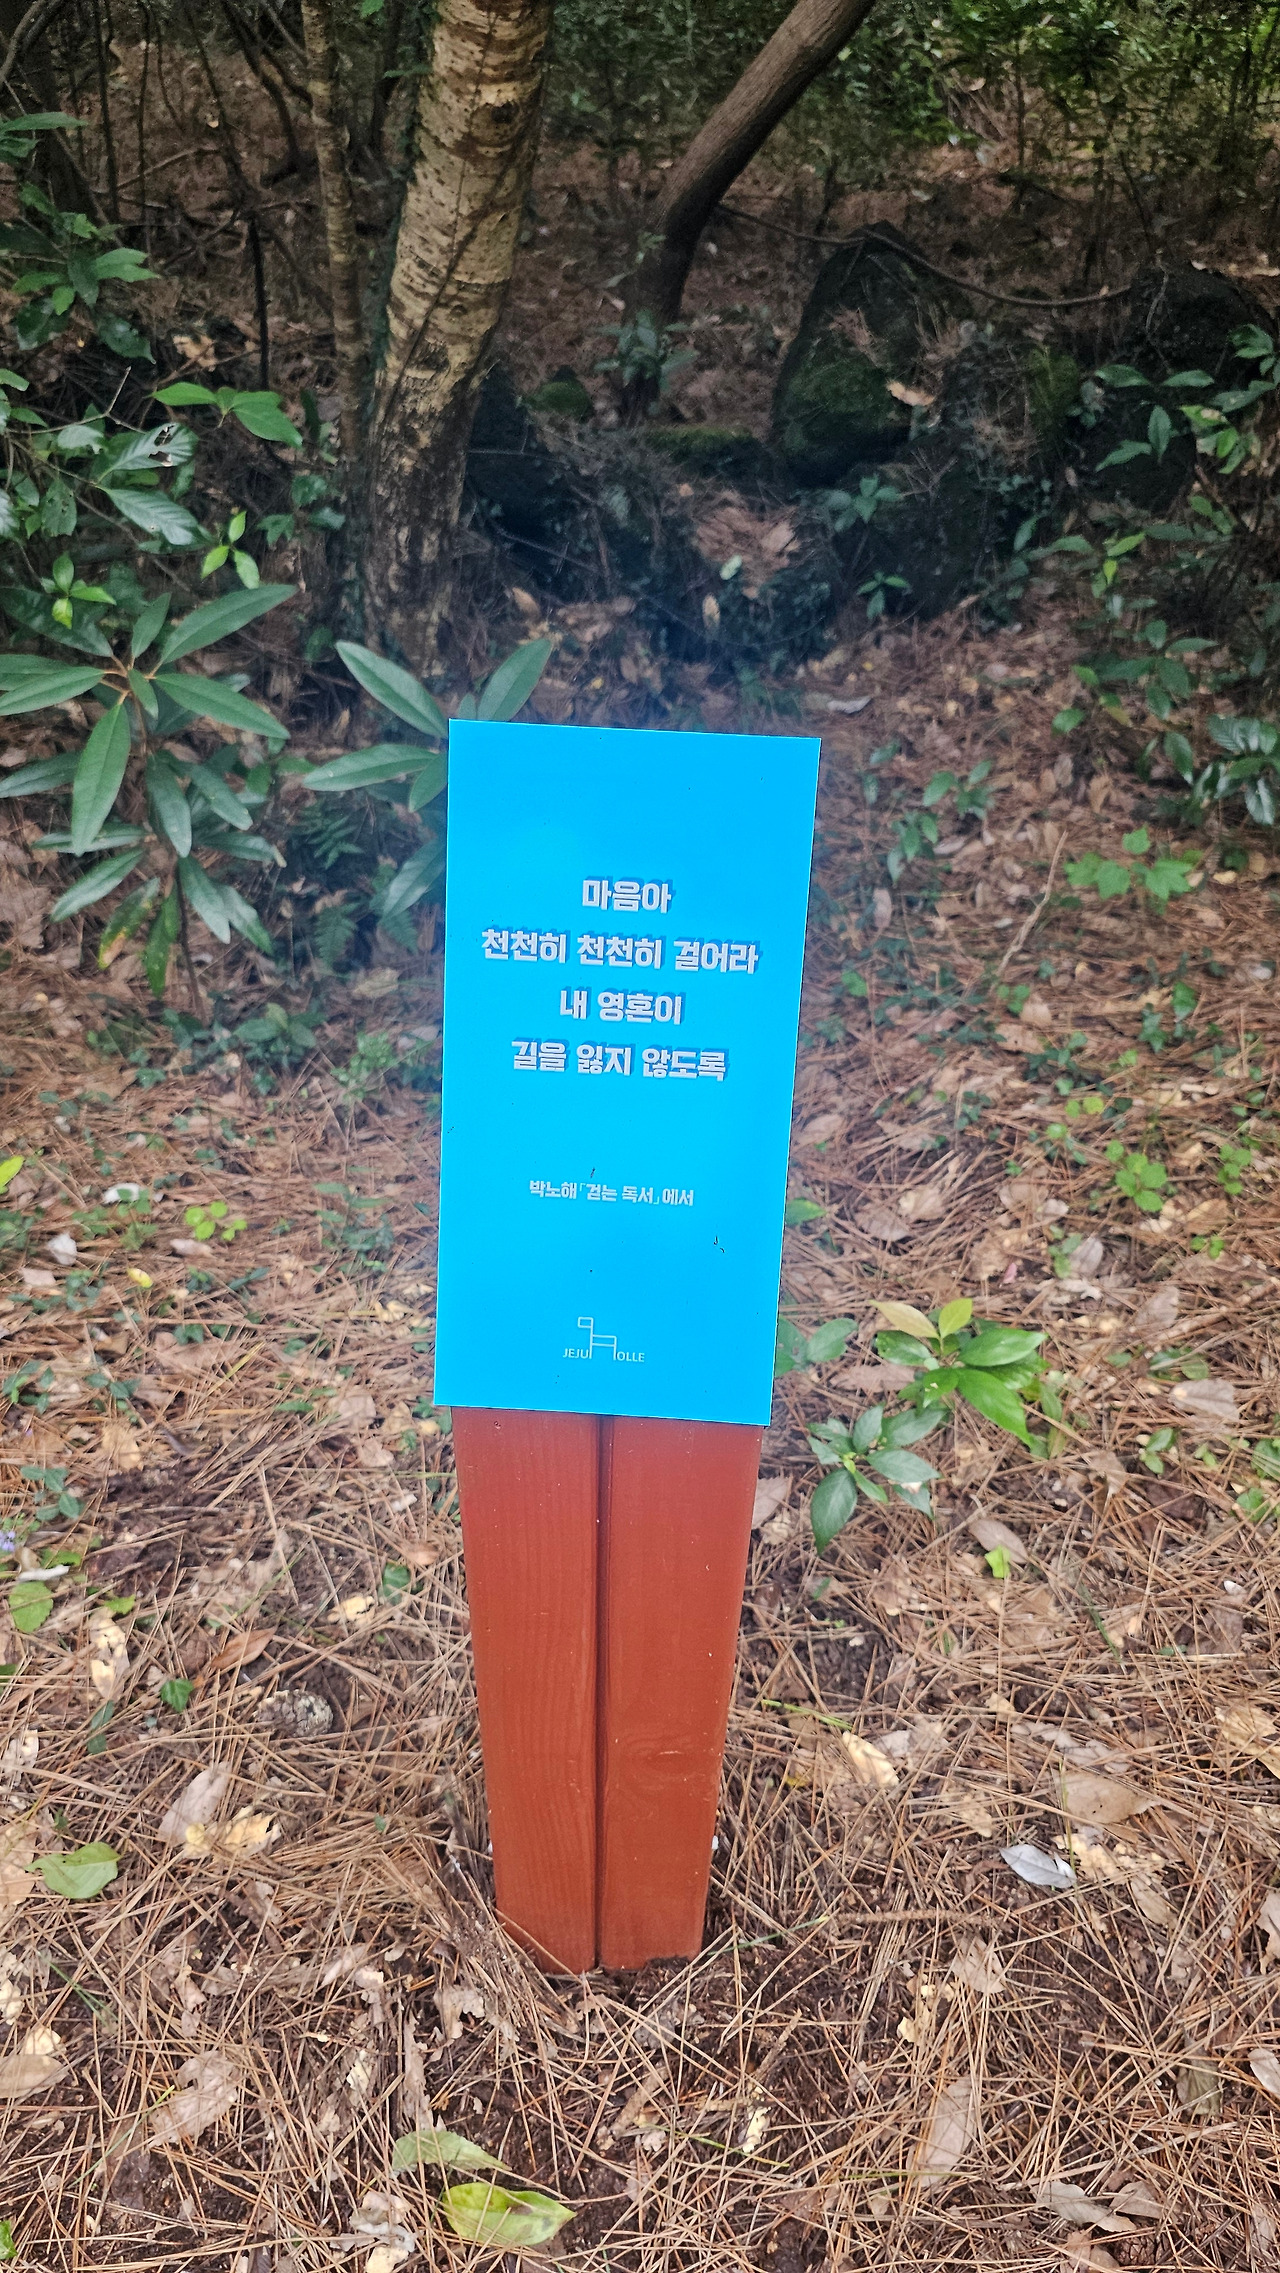 마음아
천천히 천천히 걸어라
내 영혼이
길을 잃지 않도록
박노해 「걷는 독서」에서
JEJU OLLE